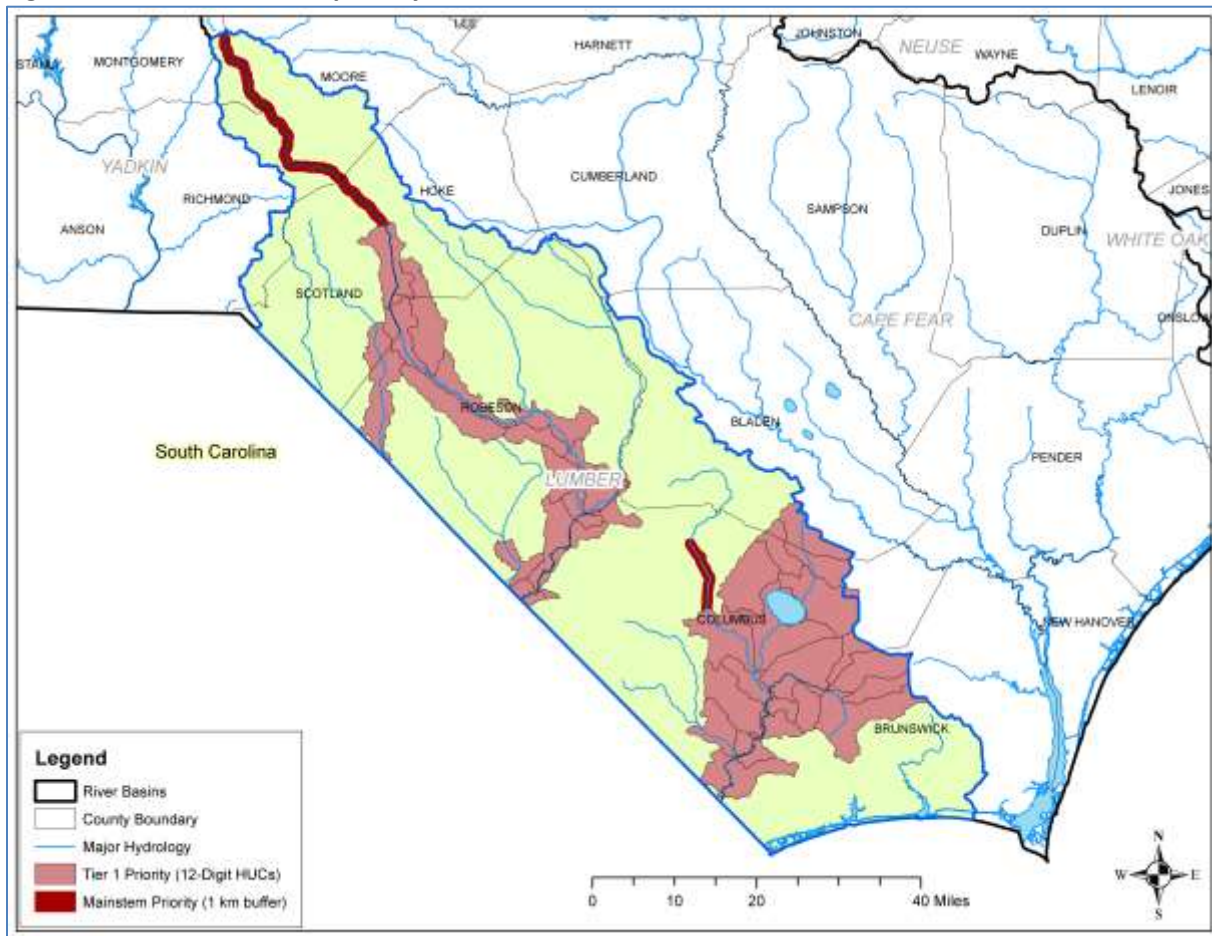 JOHNSTON
NEUSE
WAYNE
HARNETT
LENOIR
MONTGOMERY
MOORE
YADKIN
RICHMOND
HOKE
CUMBERLAND
SAMPSON
JONES
ANSON
DUPLIN
WHITE OAK
SCOTLAND
CAPE FEAR
ONSLOW
ROBESON
BLADEN
South Carolina
LUMBER
PENDER
COLUMBUS
NEW HANOVER
BRUNSWICK
Legend
River Basins
County Boundary
Major Hydrology
Tier 1 Priority (12-Digit HUCs)
Mainstem Priority (1 km buffer)
N
W E
S
0 20 40 Miles